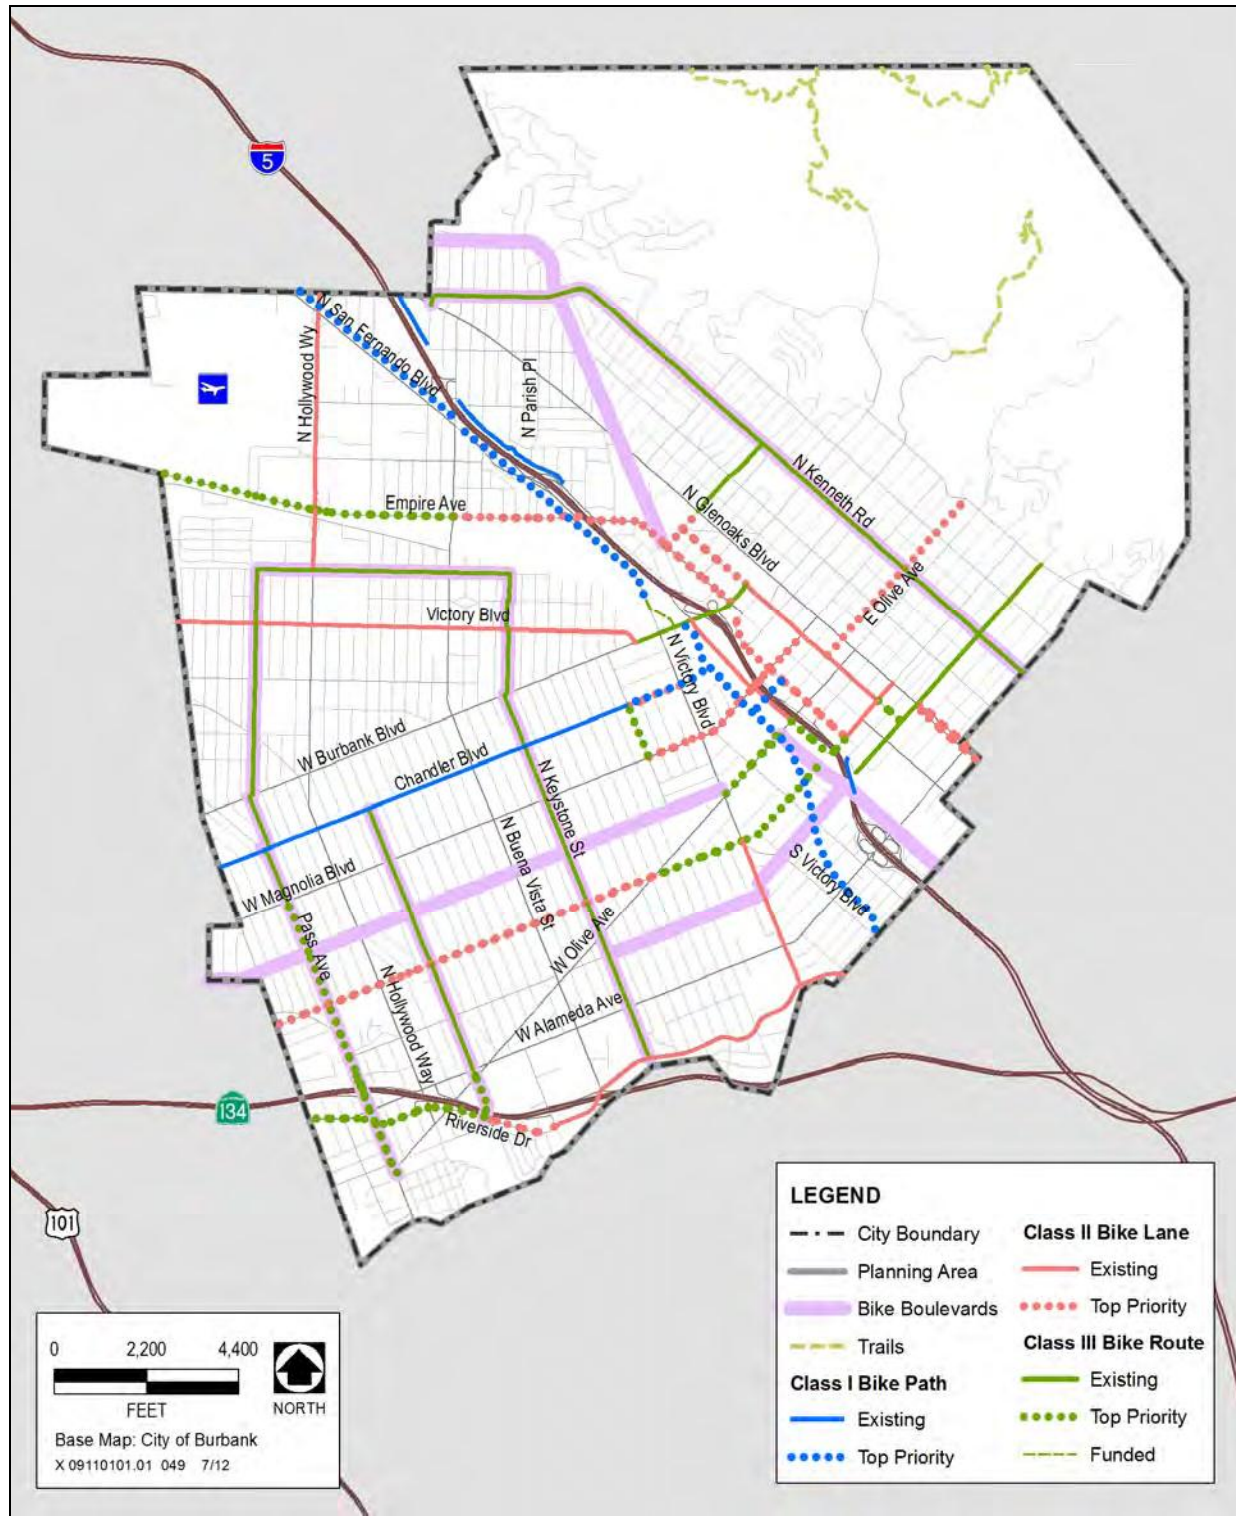 5
N San Fernando Blvd
N Hollywood Wy
N Parish Pl
N Kenneth Rd
Empire Ave
N Glenoaks Blvd
E Olive Ave
Victory Blvd
N Victory Blvd
W Burbank Blvd
Chandler Blvd
N Keystone St
N Buena Vista St
W Magnolia Blvd
S Victory Blvd
Pass Ave
W Olive Ave
N Hollywood Way
W Alameda Ave
134
Riverside Dr
101
LEGEND
City Boundary
Planning Area
Bike Boulevards
Trails
Class I Bike Path
Existing
Top Priority
Class II Bike Lane
Existing
Top Priority
Class III Bike Route
Existing
Top Priority
Funded
0 2,200 4,400
FEET
NORTH
Base Map: City of Burbank
X 09110101.01 049 7/12